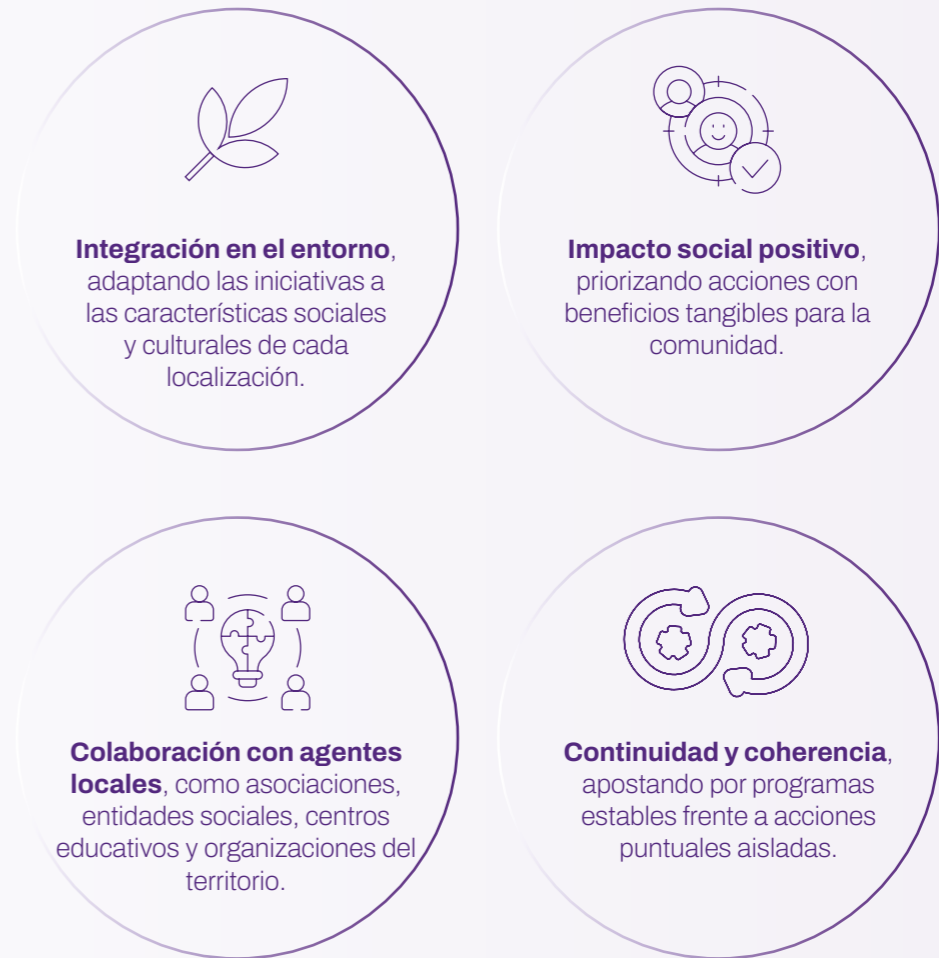 Integración en el entorno,
adaptando las iniciativas a
las características sociales
y culturales de cada
localización.
Impacto social positivo,
priorizando acciones con
beneficios tangibles para la
comunidad.
Colaboración con agentes
locales, como asociaciones,
entidades sociales, centros
educativos y organizaciones del
territorio.
Continuidad y coherencia,
apostando por programas
estables frente a acciones
puntuales aisladas.